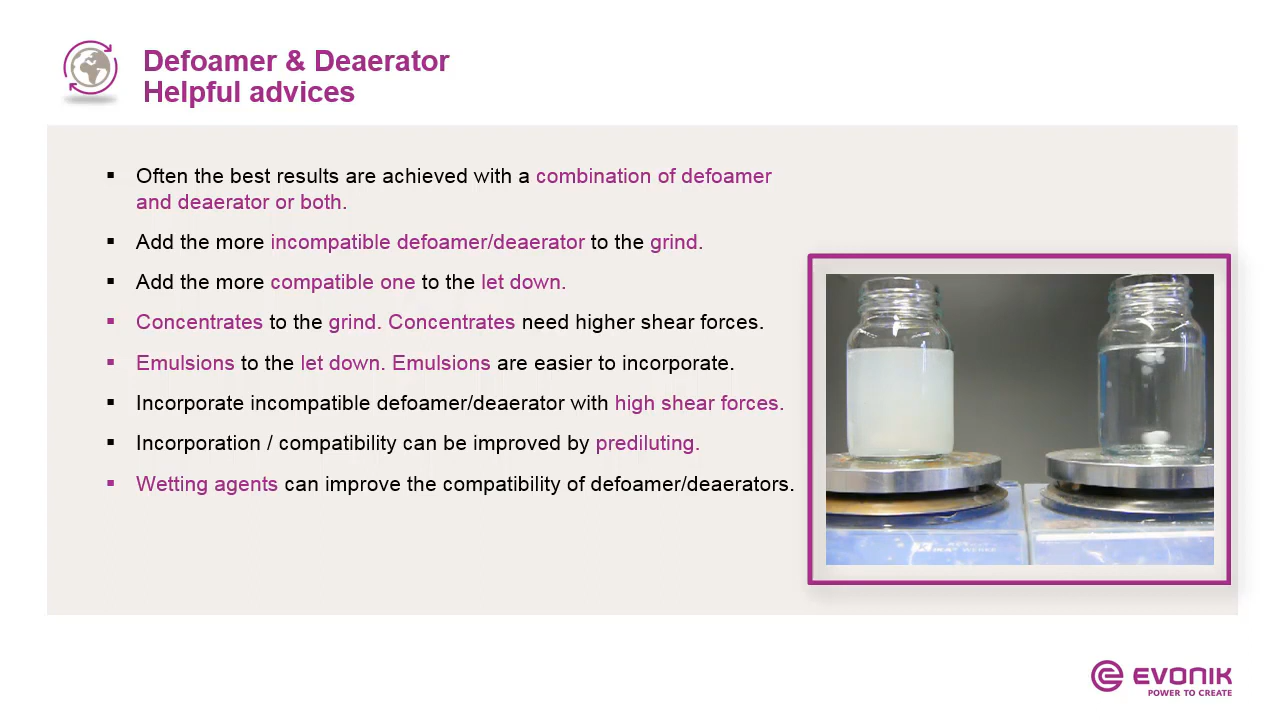 Defoamer & Deaerator
Helpful advices
▪ Often the best results are achieved with a combination of defoamer
and deaerator or both.
▪ Add the more incompatible defoamer/deaerator to the grind.
▪ Add the more compatible one to the let down.
▪ Concentrates to the grind. Concentrates need higher shear forces.
▪ Emulsions to the let down. Emulsions are easier to incorporate.
▪ Incorporate incompatible defoamer/deaerator with high shear forces.
▪ Incorporation / compatibility can be improved by prediluting.
▪ Wetting agents can improve the compatibility of defoamer/deaerators.
EVONIK
POWER TO CREATE